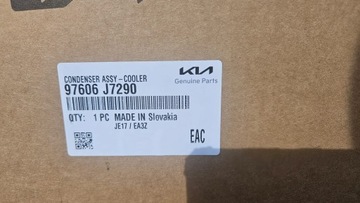 CONDENSER ASSY-COOLER
97606 J7290
KIA
Genuine Parts
QTY: 1 PC MADE IN Slovakia
JE17 / EA3Z
EAC